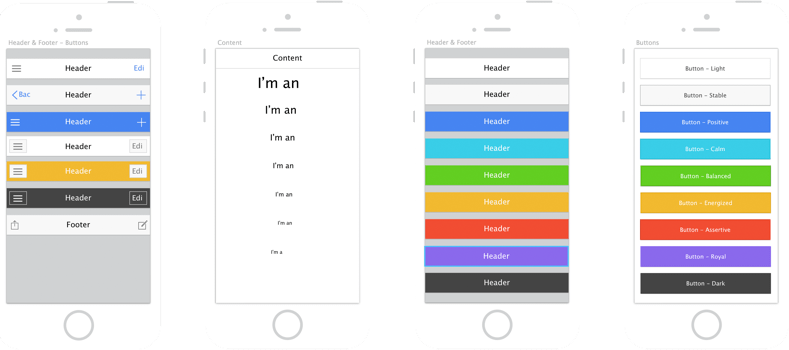 Header & Footer - Buttons
Header Edi
Bac Header
Header
Header Edi
Header Edi
Header Edi
Footer
Content
Content
I'm an
I'm an
I'm an
I'm an
I'm an
I'm an
I'm a
Header & Footer
Header
Header
Header
Header
Header
Header
Header
Header
Header
Buttons
Button - Light
Button - Stable
Button - Positive
Button - Calm
Button - Balanced
Button - Energised
Button - Assertive
Button - Royal
Button - Dark